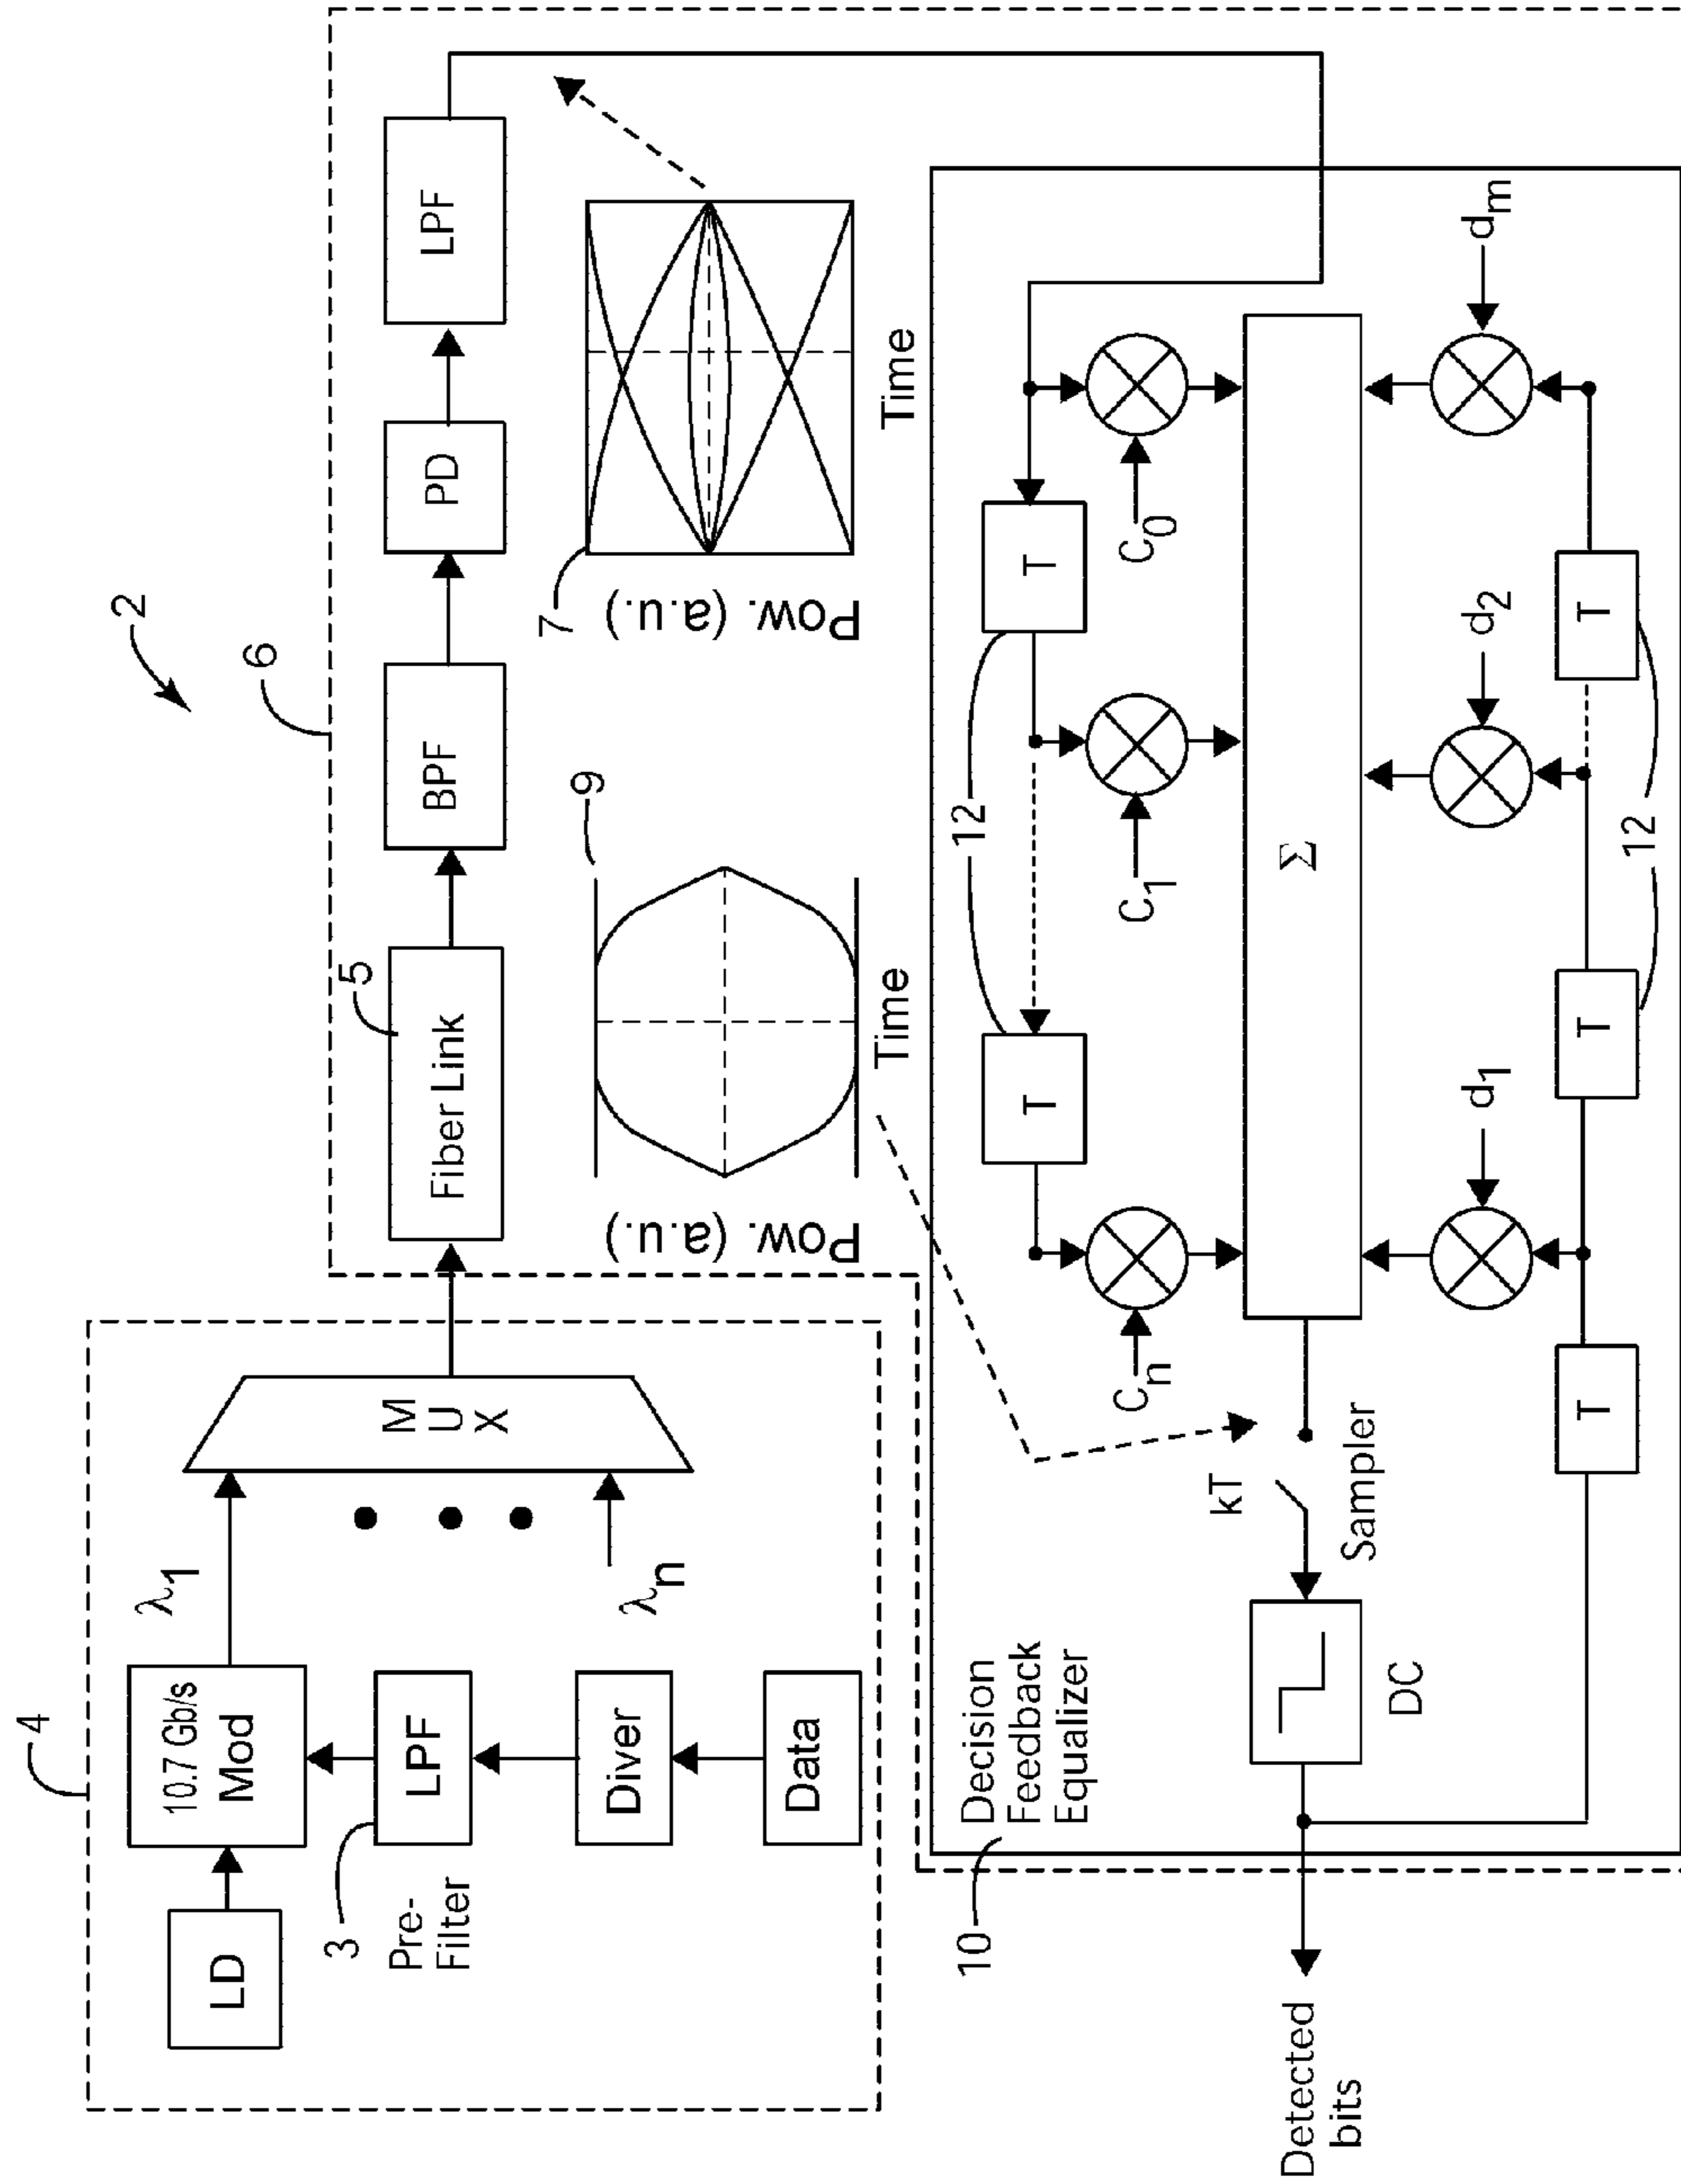 2
4
LD
10.7 Gb/s
Mod
λ1
3
Pre-
Filter
LPF
Diver
Data
λn
M
U
X
6
5
Fiber Link
BPF
PD
LPF
9
Pow. (a.u.)
Time
7
Pow. (a.u.)
Time
10
Decision
Feedback
Equalizer
12
T
T
Cn
C1
C0
Σ
kT
Sampler
DC
Detected
bits
d1
d2
dm
T
T
T
12